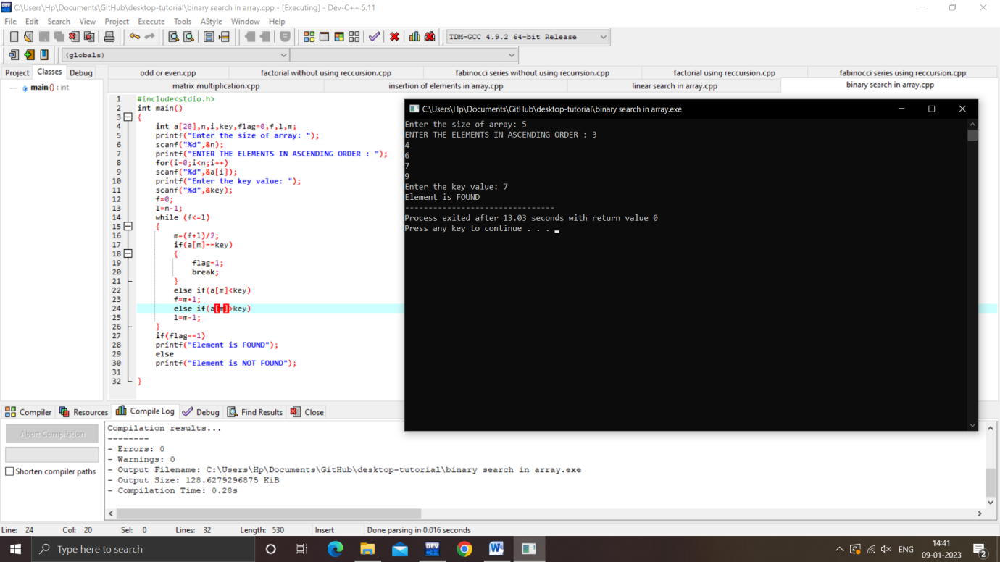 C:\Users\Hp\Documents\GitHub\desktop-tutorial\binary search in array.cpp - [Executing] - Dev-C++ 5.11
File Edit Search View Project Execute Tools AStyle Window Help
TDM-GCC 4.9.2 64-bit Release
(globals)
Project Classes Debug
odd or even.cpp factorial without using reccursion.cpp fabinocci series without using recurrsion.cpp factorial using reccursion.cpp fabinocci series using reccursion.cpp
matrix multiplication.cpp insertion of elements in array.cpp linear search in array.cpp binary search in array.cpp
main() : int
1 #include<stdio.h>
2 int main()
3 {
4 int a[20],n,i,key,flag=0,f,l,m;
5 printf("Enter the size of array: ");
6 scanf("%d",&n);
7 printf("ENTER THE ELEMENTS IN ASCENDING ORDER : ");
8 for(i=0;i<n;i++)
9 scanf("%d",&a[i]);
10 printf("Enter the key value: ");
11 scanf("%d",&key);
12 f=0;
13 l=n-1;
14 while (f<=l)
15 {
16 m=(f+l)/2;
17 if(a[m]==key)
18 {
19 flag=1;
20 break;
21 }
22 else if(a[m]<key)
23 f=m+1;
24 else if(a[m]>key)
25 l=m-1;
26 }
27 if(flag==1)
28 printf("Element is FOUND");
29 else
30 printf("Element is NOT FOUND");
31
32 }
C:\Users\Hp\Documents\GitHub\desktop-tutorial\binary search in array.exe
Enter the size of array: 5
ENTER THE ELEMENTS IN ASCENDING ORDER : 3
4
6
7
9
Enter the key value: 7
Element is FOUND
--------------------------------
Process exited after 13.03 seconds with return value 0
Press any key to continue . . .
Compiler Resources Compile Log Debug Find Results Close
Abort Compilation
Shorten compiler paths
Compilation results...
--------
- Errors: 0
- Warnings: 0
- Output Filename: C:\Users\Hp\Documents\GitHub\desktop-tutorial\binary search in array.exe
- Output Size: 128.6279296875 KiB
- Compilation Time: 0.28s
Line: 24 Col: 20 Sel: 0 Lines: 32 Length: 530 Insert Done parsing in 0.016 seconds
Type here to search
DEV
W
ENG
14:41
09-01-2023
2